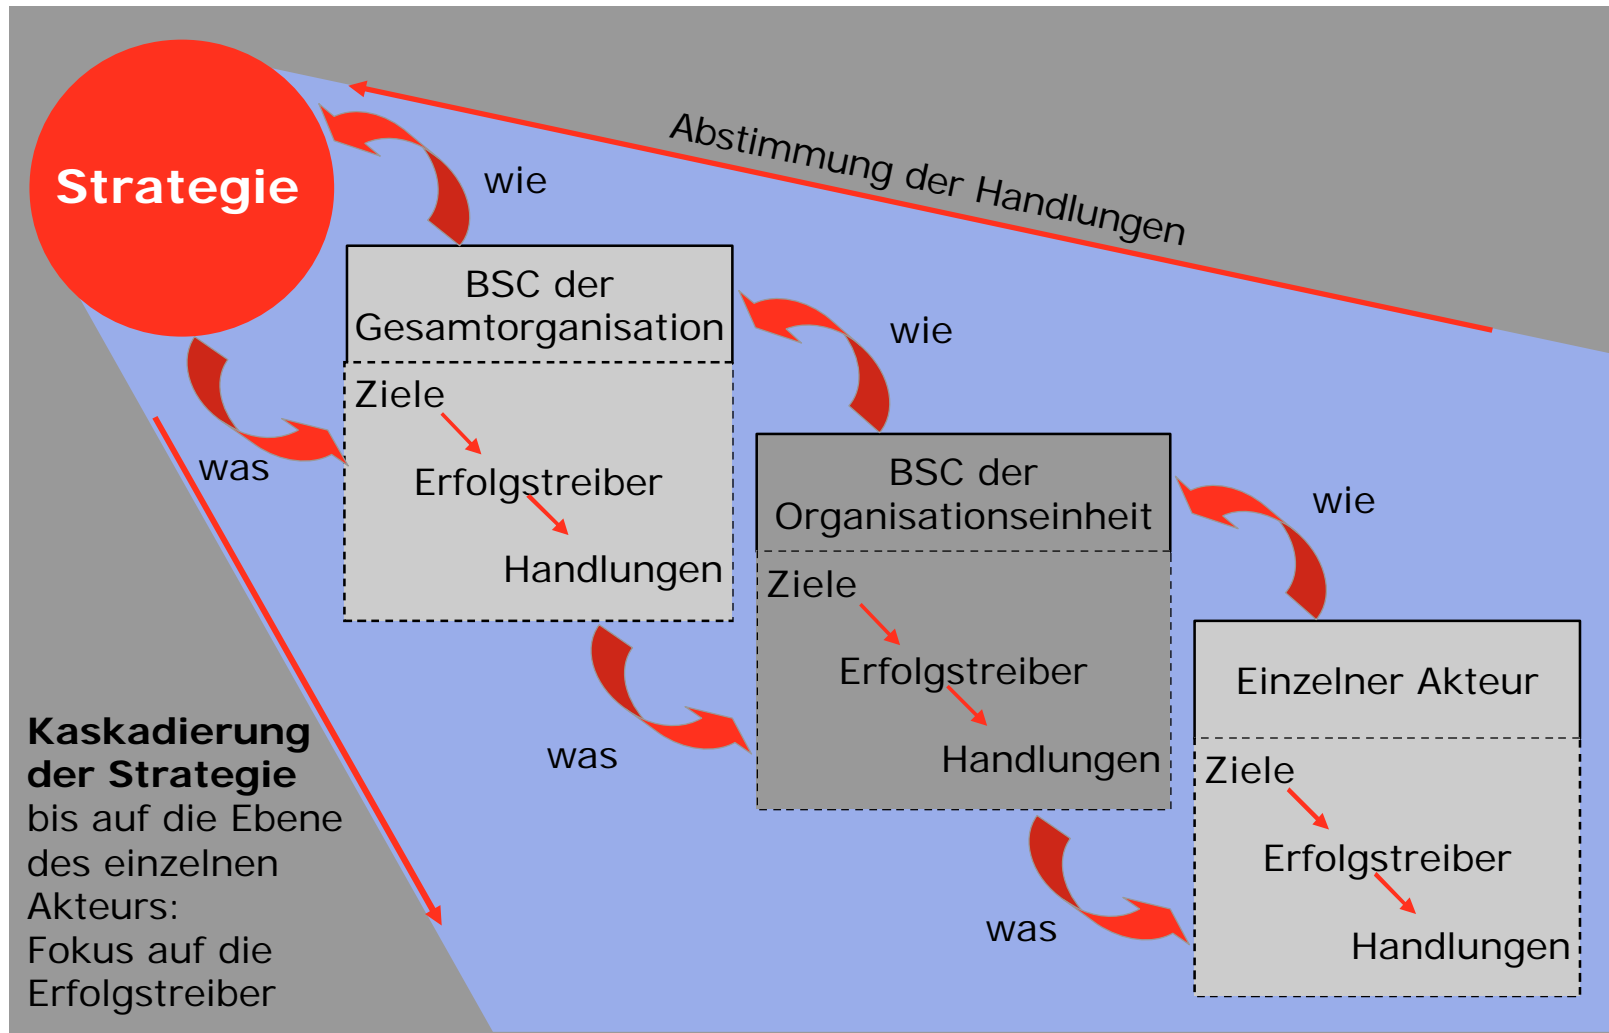 Strategie
wie
Abstimmung der Handlungen
BSC der
Gesamtorganisation
Ziele
Erfolgstreiber
Handlungen
was
wie
BSC der
Organisationseinheit
Ziele
Erfolgstreiber
Handlungen
was
wie
Einzelner Akteur
Ziele
Erfolgstreiber
Handlungen
was
Kaskadierung
der Strategie
bis auf die Ebene
des einzelnen
Akteurs:
Fokus auf die
Erfolgstreiber